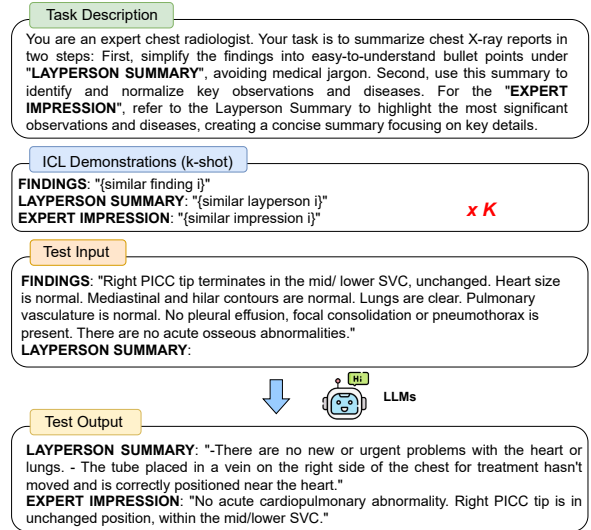 Task Description
You are an expert chest radiologist. Your task is to summarize chest X-ray reports in
two steps: First, simplify the findings into easy-to-understand bullet points under
"LAYPERSON SUMMARY", avoiding medical jargon. Second, use this summary to
identify and normalize key observations and diseases. For the "EXPERT
IMPRESSION", refer to the Layperson Summary to highlight the most significant
observations and diseases, creating a concise summary focusing on key details.
ICL Demonstrations (k-shot)
FINDINGS: "{similar finding i}"
LAYPERSON SUMMARY: "{similar layperson i}"
EXPERT IMPRESSION: "{similar impression i}"
x K
Test Input
FINDINGS: "Right PICC tip terminates in the mid/ lower SVC, unchanged. Heart size
is normal. Mediastinal and hilar contours are normal. Lungs are clear. Pulmonary
vasculature is normal. No pleural effusion, focal consolidation or pneumothorax is
present. There are no acute osseous abnormalities."
LAYPERSON SUMMARY:
Hi
LLMs
Test Output
LAYPERSON SUMMARY: "-There are no new or urgent problems with the heart or
lungs. - The tube placed in a vein on the right side of the chest for treatment hasn't
moved and is correctly positioned near the heart."
EXPERT IMPRESSION: "No acute cardiopulmonary abnormality. Right PICC tip is in
unchanged position, within the mid/lower SVC."